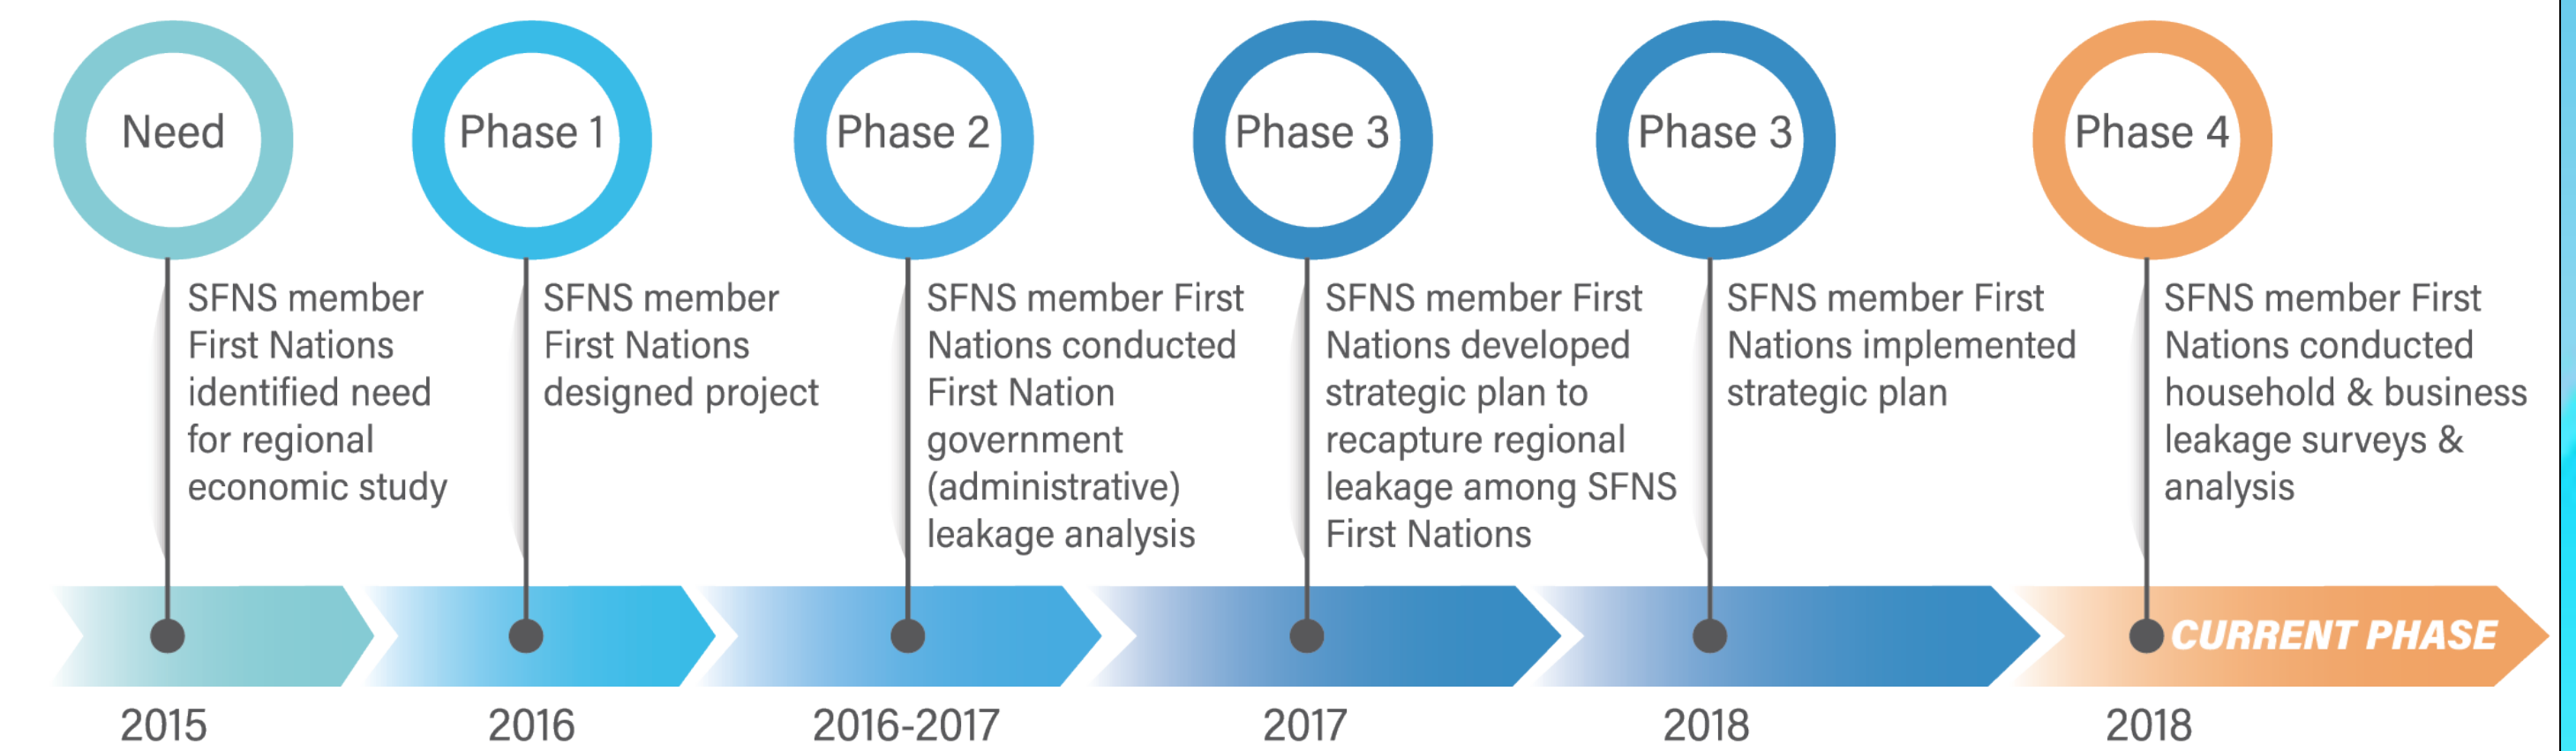 Need
SFNS member
First Nations
identified need
for regional
economic study
2015
Phase 1
SFNS member
First Nations
designed project
2016
Phase 2
SFNS member First
Nations conducted
First Nation
government
(administrative)
leakage analysis
2016-2017
Phase 3
SFNS member First
Nations developed
strategic plan to
recapture regional
leakage among SFNS
First Nations
2017
Phase 3
SFNS member First
Nations implemented
strategic plan
2018
Phase 4
SFNS member First
Nations conducted
household & business
leakage surveys &
analysis
CURRENT PHASE
2018